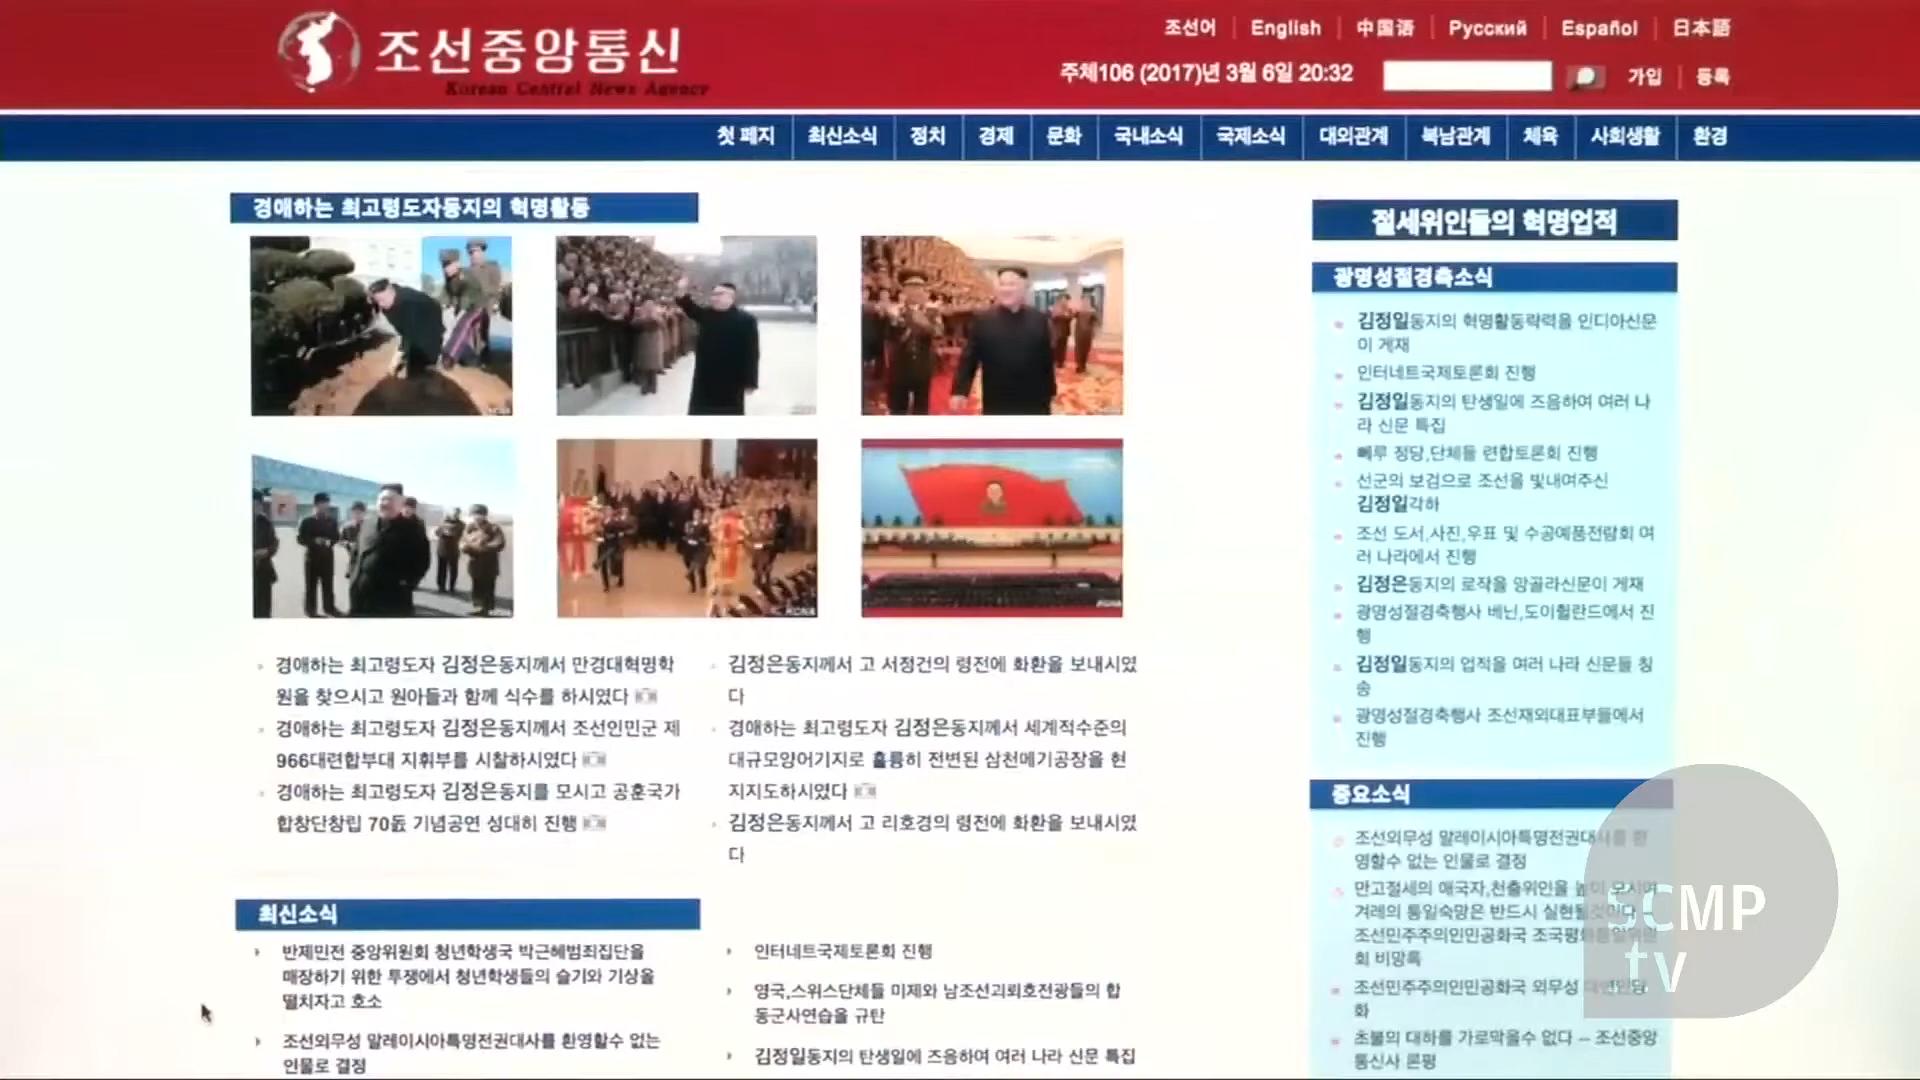 조선중앙통신
Korean Central News Agency
조선어 English 中国语 Русский Español 日本語
주체106 (2017)년 3월 6일 20:32 가입 등록
첫 페지 최신소식 정치 경제 문화 국내소식 국제소식 대외관계 북남관계 체육 사회생활 환경
경애하는 최고령도자동지의 혁명활동
경애하는 최고령도자 김정은동지께서 만경대혁명학
원을 찾으시고 원아들과 함께 식수를 하시였다
경애하는 최고령도자 김정은동지께서 조선인민군 제
966대련합부대 지휘부를 시찰하시였다
경애하는 최고령도자 김정은동지를 모시고 공훈국가
합창단창립 70돐 기념공연 성대히 진행
김정은동지께서 고 서정건의 령전에 화환을 보내시였
다
경애하는 최고령도자 김정은동지께서 세계적수준의
대규모양어기지로 훌륭히 전변된 삼천메기공장을 현
지지도하시였다
김정은동지께서 고 리호경의 령전에 화환을 보내시였
다
최신소식
반제민전 중앙위원회 청년학생국 박근혜범죄집단을
매장하기 위한 투쟁에서 청년학생들의 슬기와 기상을
떨치자고 호소
조선외무성 말레이시아특명전권대사를 환영할수 없는
인물로 결정
인터네트국제토론회 진행
영국,스위스단체들 미제와 남조선괴뢰호전광들의 합
동군사연습을 규탄
김정일동지의 탄생일에 즈음하여 여러 나라 신문 특집
절세위인들의 혁명업적
광명성절경축소식
김정일동지의 혁명활동략력을 인디아신문
이 게재
인터네트국제토론회 진행
김정일동지의 탄생일에 즈음하여 여러 나
라 신문 특집
뻬루 정당,단체들 련합토론회 진행
선군의 보검으로 조선을 빛내여주신
김정일각하
조선 도서,사진,우표 및 수공예품전람회 여
러 나라에서 진행
김정은동지의 로작을 앙골라신문이 게재
광명성절경축행사 베닌,도이췰란드에서 진
행
김정일동지의 업적을 여러 나라 신문들 칭
송
광명성절경축행사 조선재외대표부들에서
진행
중요소식
조선외무성 말레이시아특명전권대사를 환
영할수 없는 인물로 결정
만고절세의 애국자,천출위인을 높이 모시여
겨레의 통일숙망은 반드시 실현될것이다 –
조선민주주의인민공화국 조국평화통일위원
회 비망록
조선민주주의인민공화국 외무성 대변인담
화
초불의 대하를 가로막을수 없다 – 조선중앙
통신사 론평
SCMP
tv